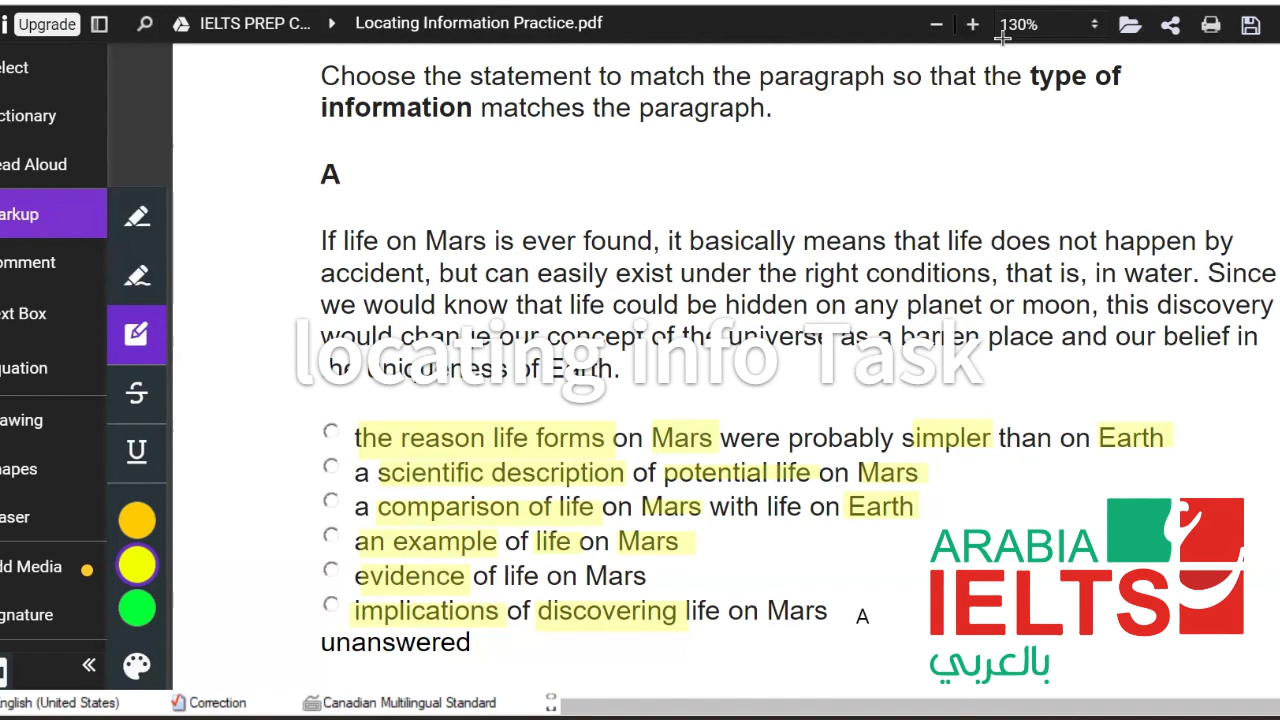 i Upgrade IELTS PREP C... Locating Information Practice.pdf 130%
elect
ictionary
ead Aloud
arkup
omment
ext Box
quation
awing
hapes
raser
dd Media
gnature
Choose the statement to match the paragraph so that the type of
information matches the paragraph.
A
If life on Mars is ever found, it basically means that life does not happen by
accident, but can easily exist under the right conditions, that is, in water. Since
we would know that life could be hidden on any planet or moon, this discovery
would change our concept of the universe as a barren place and our belief in
the uniqueness of Earth.
locating info Task
the reason life forms on Mars were probably simpler than on Earth
a scientific description of potential life on Mars
a comparison of life on Mars with life on Earth
an example of life on Mars
evidence of life on Mars
implications of discovering life on Mars A
unanswered
ARABIA
IELTS
بالعربي
nglish (United States) Correction Canadian Multilingual Standard